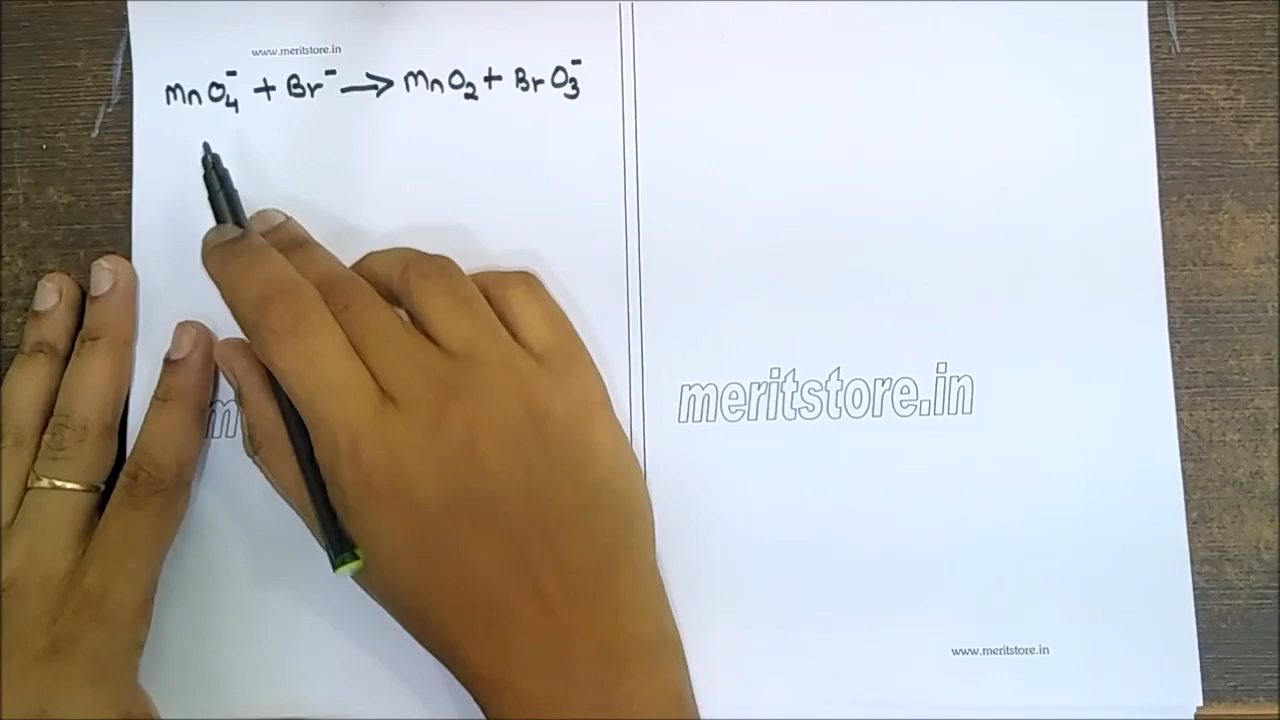 www.meritstore.in
MnO₄⁻ + Br⁻ → MnO₂ + BrO₃⁻
meritstore.in
m
www.meritstore.in